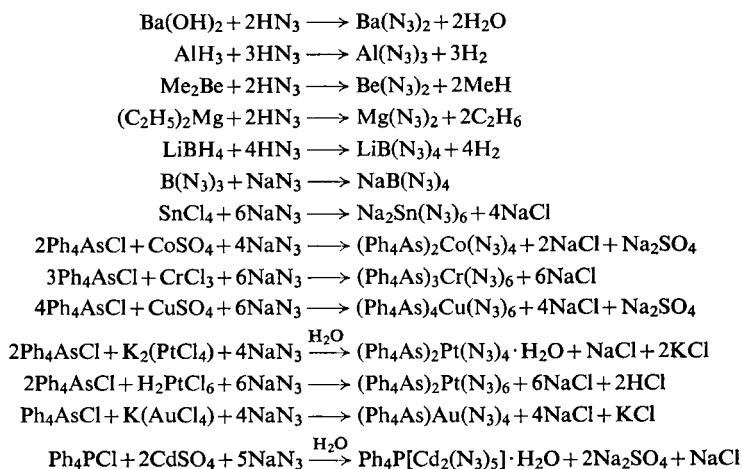 Ba(OH)₂ + 2HN₃ ⟶ Ba(N₃)₂ + 2H₂O
AlH₃ + 3HN₃ ⟶ Al(N₃)₃ + 3H₂
Me₂Be + 2HN₃ ⟶ Be(N₃)₂ + 2MeH
(C₂H₅)₂Mg + 2HN₃ ⟶ Mg(N₃)₂ + 2C₂H₆
LiBH₄ + 4HN₃ ⟶ LiB(N₃)₄ + 4H₂
B(N₃)₃ + NaN₃ ⟶ NaB(N₃)₄
SnCl₄ + 6NaN₃ ⟶ Na₂Sn(N₃)₆ + 4NaCl
2Ph₄AsCl + CoSO₄ + 4NaN₃ ⟶ (Ph₄As)₂Co(N₃)₄ + 2NaCl + Na₂SO₄
3Ph₄AsCl + CrCl₃ + 6NaN₃ ⟶ (Ph₄As)₃Cr(N₃)₆ + 6NaCl
4Ph₄AsCl + CuSO₄ + 6NaN₃ ⟶ (Ph₄As)₄Cu(N₃)₆ + 4NaCl + Na₂SO₄
H₂O
2Ph₄AsCl + K₂(PtCl₄) + 4NaN₃ ⟶ (Ph₄As)₂Pt(N₃)₄·H₂O + NaCl + 2KCl
2Ph₄AsCl + H₂PtCl₆ + 6NaN₃ ⟶ (Ph₄As)₂Pt(N₃)₆ + 6NaCl + 2HCl
Ph₄AsCl + K(AuCl₄) + 4NaN₃ ⟶ (Ph₄As)Au(N₃)₄ + 4NaCl + KCl
H₂O
Ph₄PCl + 2CdSO₄ + 5NaN₃ ⟶ Ph₄P[Cd₂(N₃)₅]·H₂O + 2Na₂SO₄ + NaCl